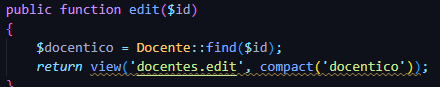 public function edit($id)
{
$docentico = Docente::find($id);
return view('docentes.edit', compact('docentico'));
}